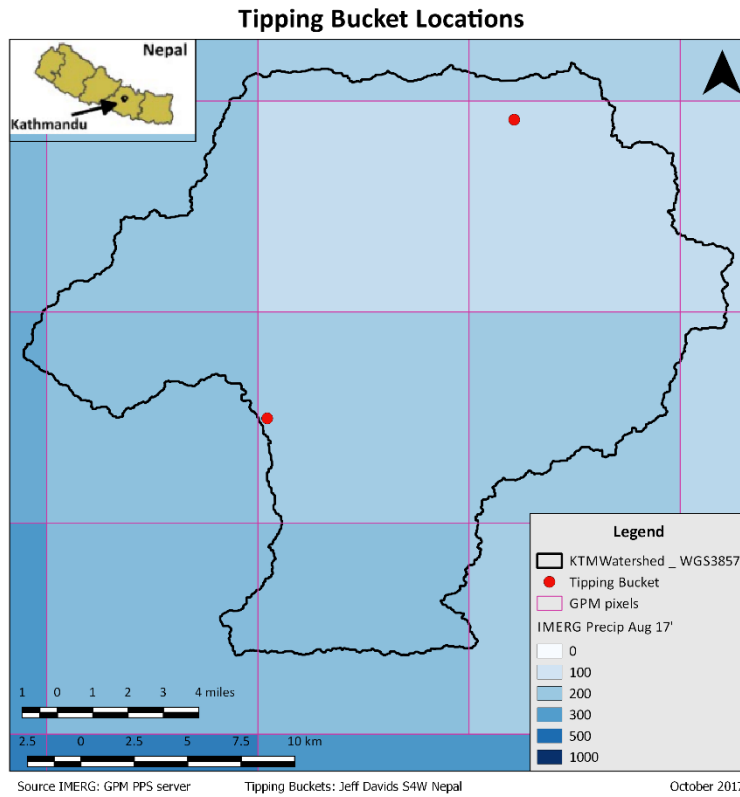 Tipping Bucket Locations
Nepal
Kathmandu
Legend
KTMWatershed _ WGS3857
Tipping Bucket
GPM pixels
IMERG Precip Aug 17'
0
100
200
300
500
1000
1 0 1 2 3 4 miles
2.5 0 2.5 5 7.5 10 km
Source IMERG: GPM PPS server Tipping Buckets: Jeff Davids S4W Nepal October 2017